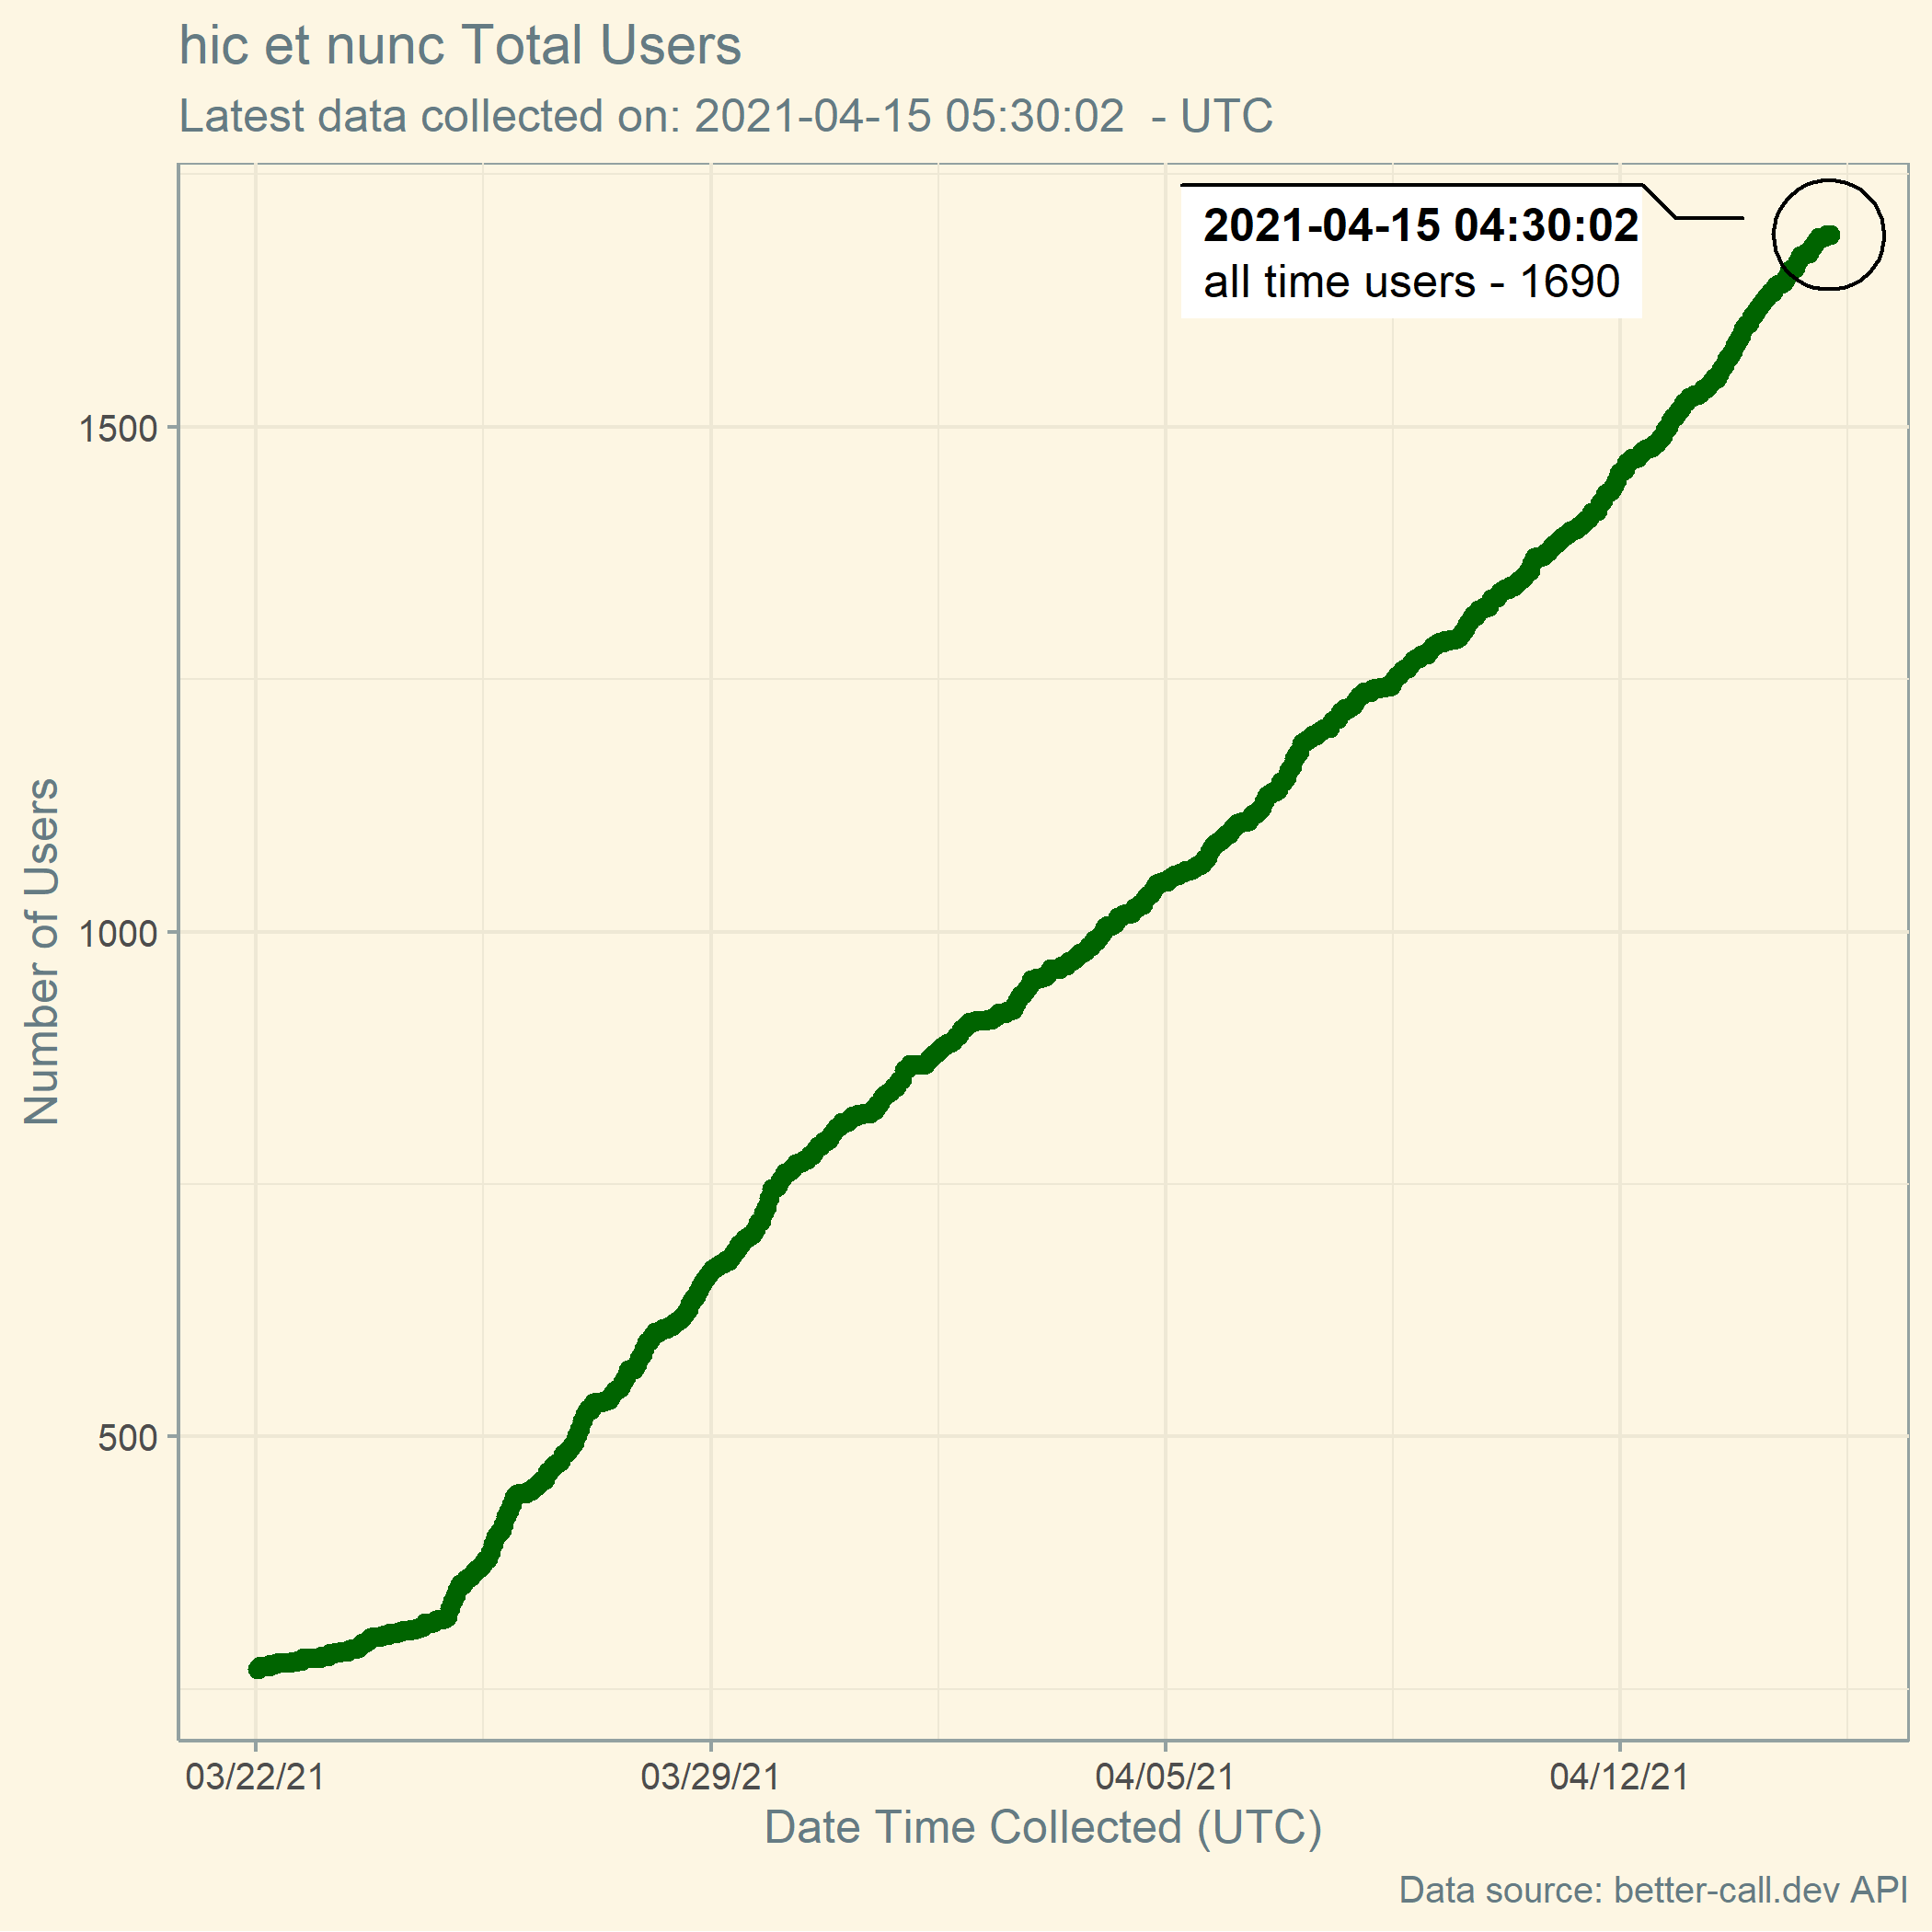 hic et nunc Total Users
Latest data collected on: 2021-04-15 05:30:02  - UTC
2021-04-15 04:30:02
all time users - 1690
Number of Users
1500
1000
500
03/22/21
03/29/21
04/05/21
04/12/21
Date Time Collected (UTC)
Data source: better-call.dev API